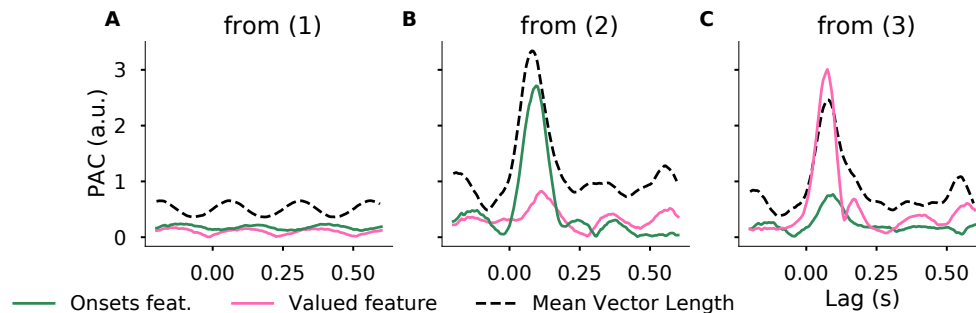 A from (1) B from (2) C from (3)
3
2
1
0
PAC (a.u.)
0.00 0.25 0.50 0.00 0.25 0.50 0.00 0.25 0.50
Onsets feat. Valued feature Mean Vector Length Lag (s)